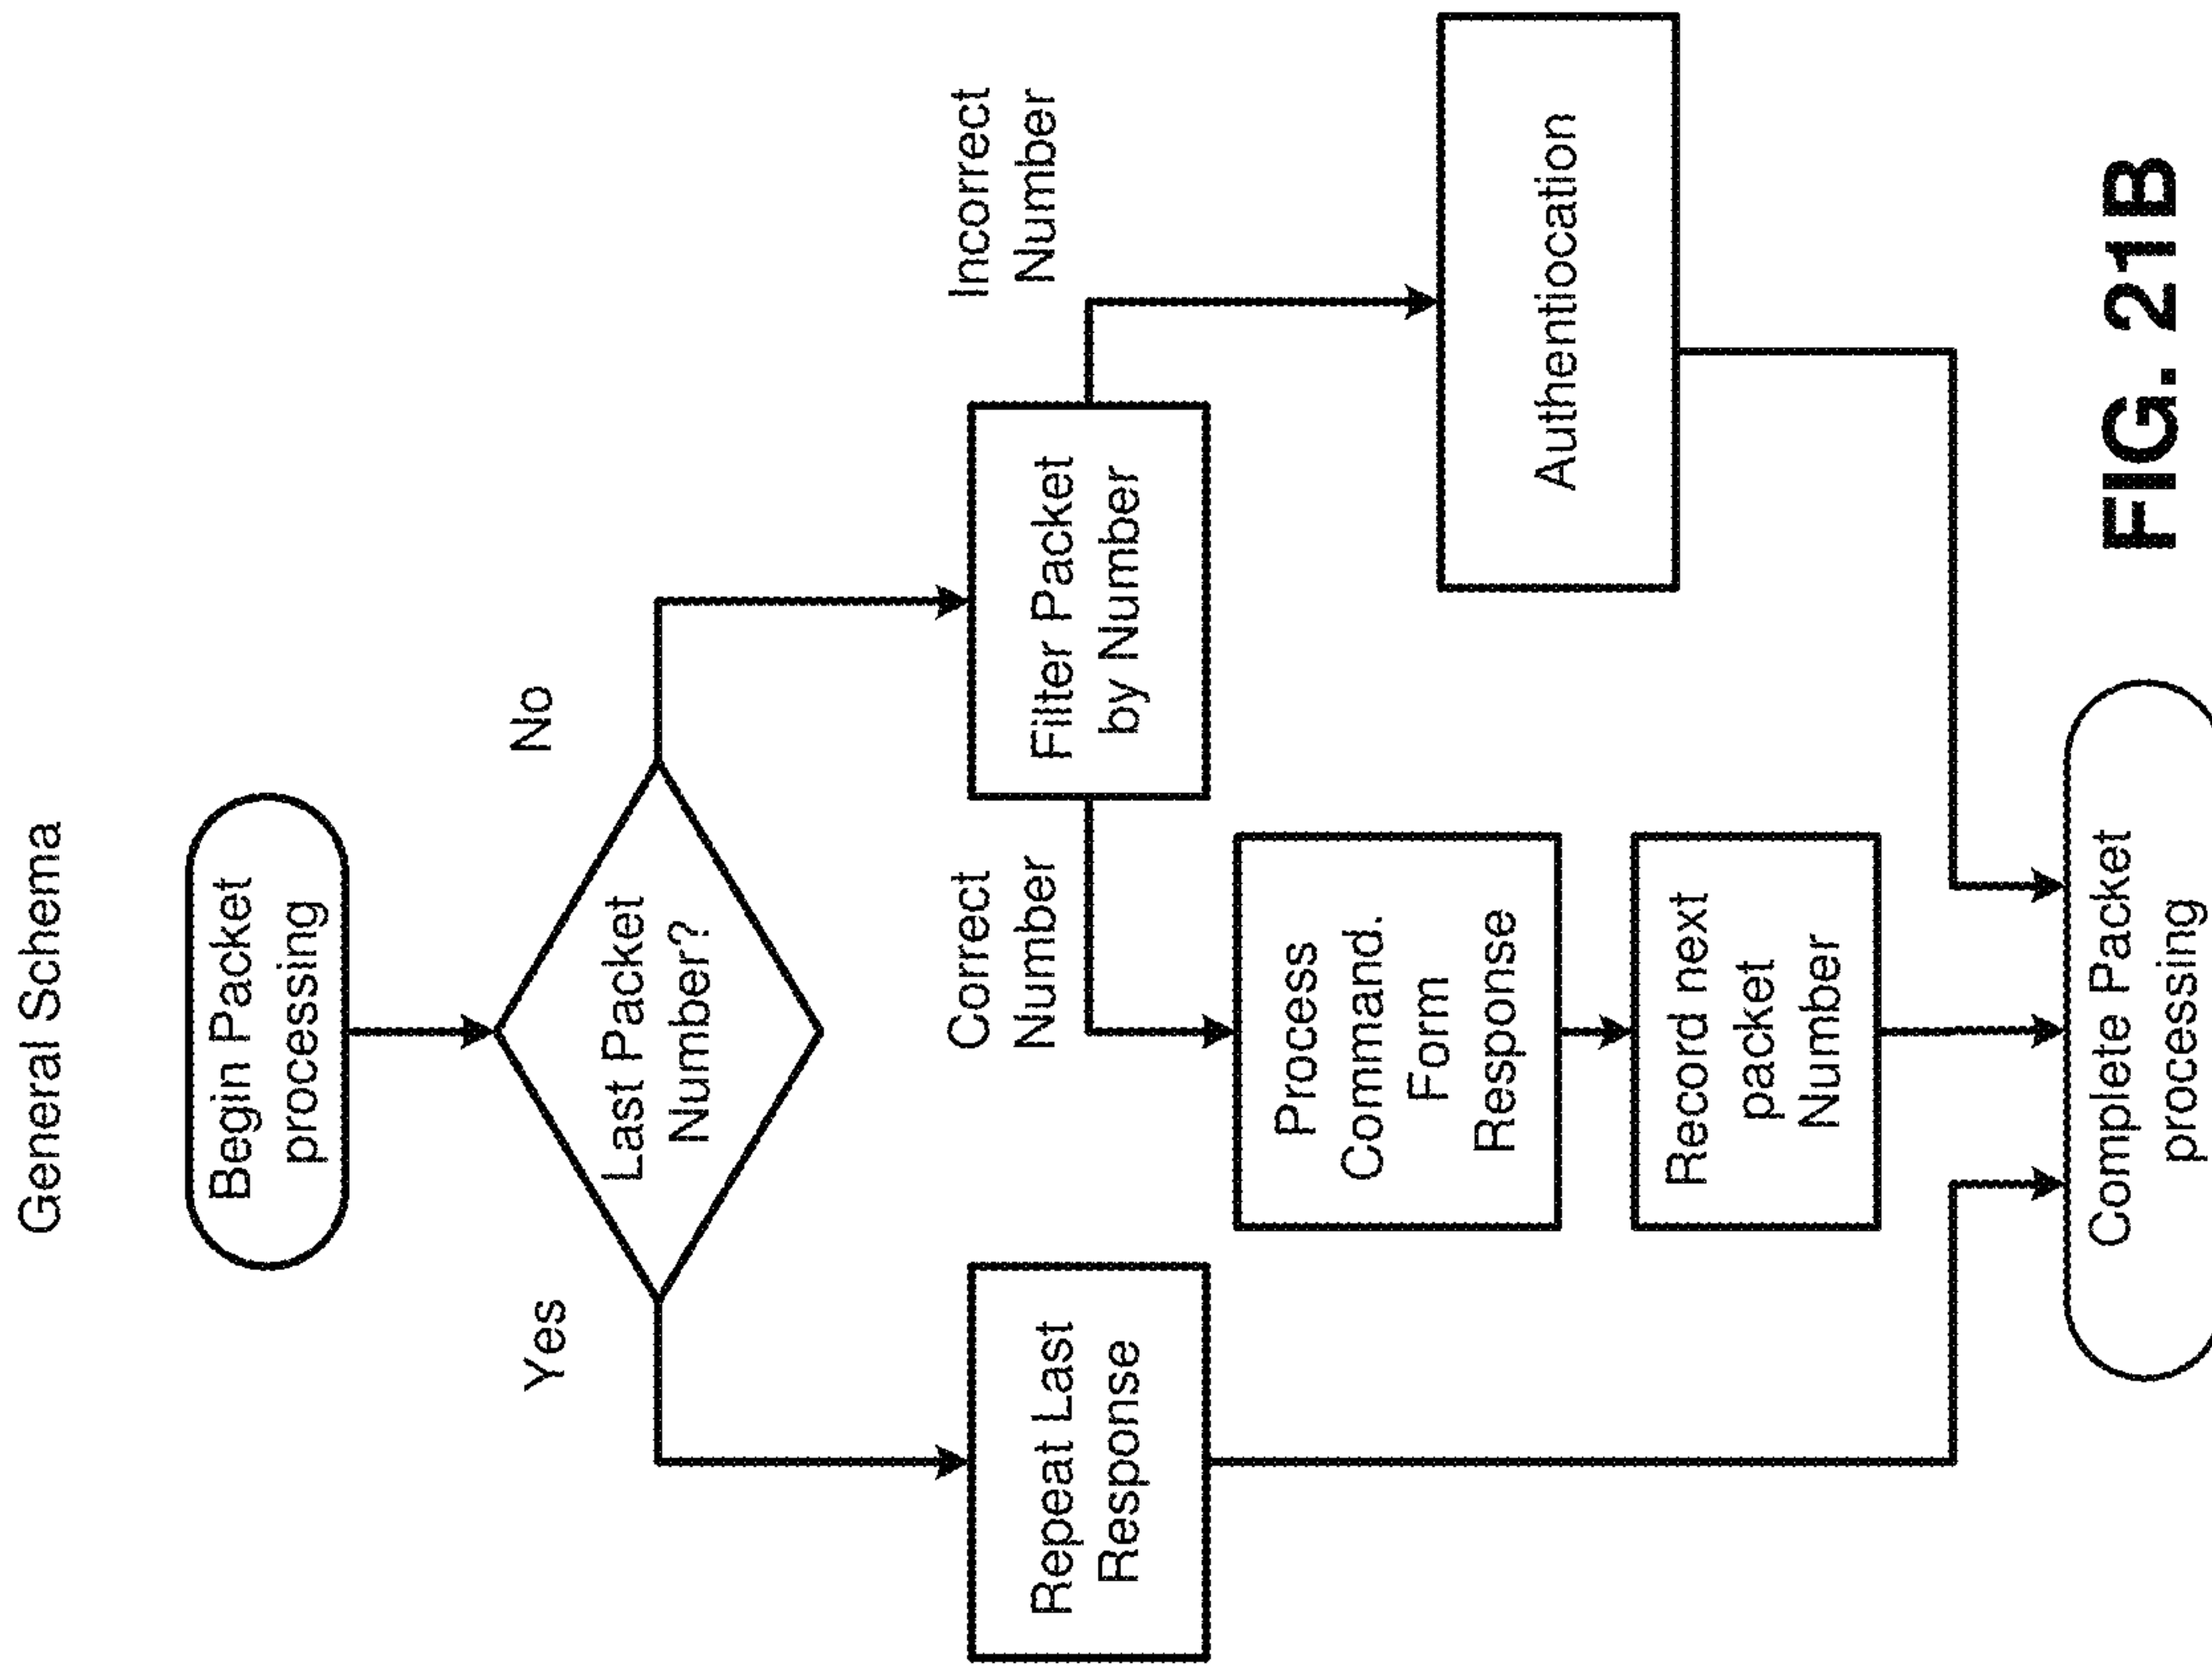 General Schema
Begin Packet
processing
Last Packet
Number?
Yes
No
Repeat Last
Response
Filter Packet
by Number
Correct
Number
Incorrect
Number
Process
Command.
Form
Response
Record next
packet
Number
Authentiocation
Complete Packet
processing
FIG. 21B